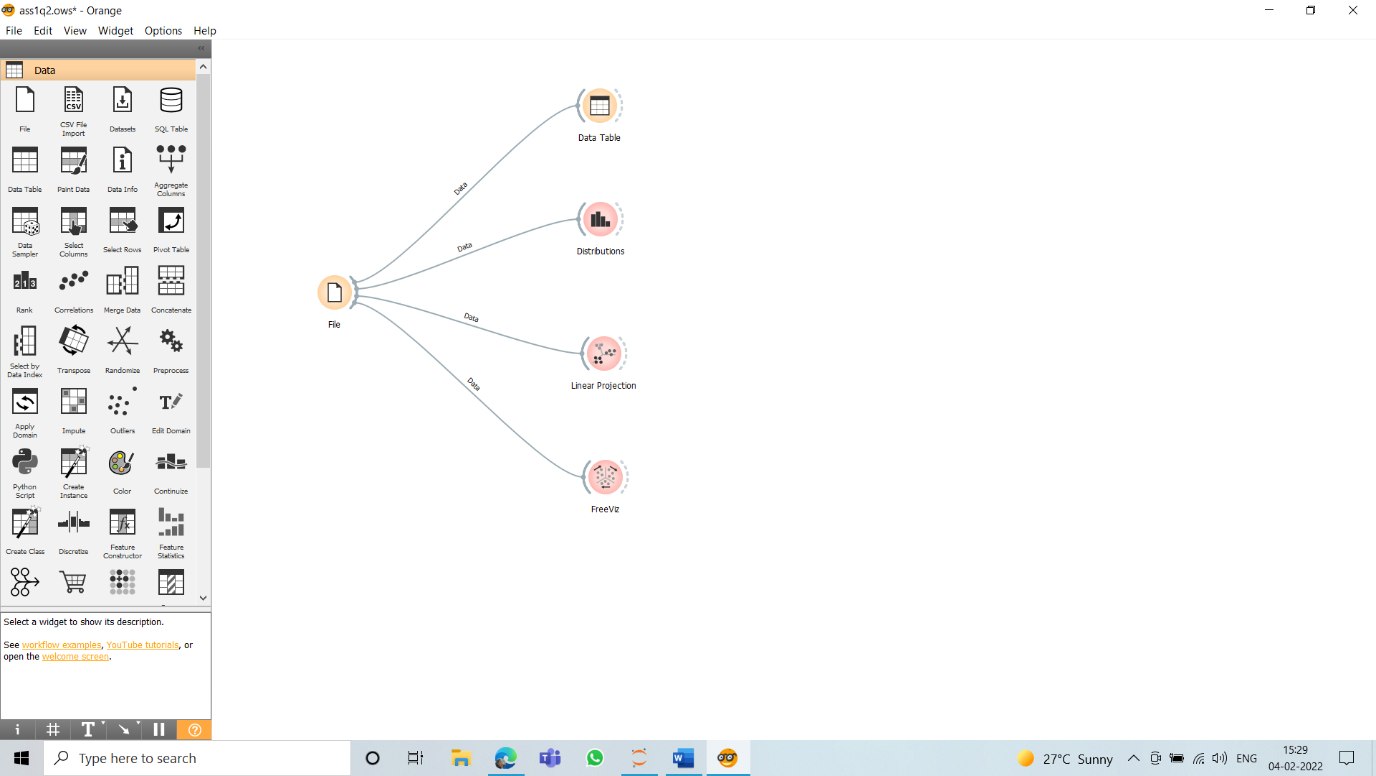 ass1q2.ows* - Orange
File Edit View Widget Options Help
Data
File
CSV File Import
Datasets
SQL Table
Data Table
Paint Data
Data Info
Aggregate Columns
Data Sampler
Select Columns
Select Rows
Pivot Table
Rank
Correlations
Merge Data
Concatenate
Select by Data Index
Transpose
Randomize
Preprocess
Apply Domain
Impute
Outliers
Edit Domain
Python Script
Create Instance
Color
Continuize
Create Class
Discretize
Feature Constructor
Feature Statistics
Select a widget to show its description.
See workflow examples, YouTube tutorials, or
open the welcome screen.
Data Table
Data
Distributions
Data
File
Data
Linear Projection
Data
FreeViz
Type here to search
27°C Sunny
ENG
15:29
04-02-2022